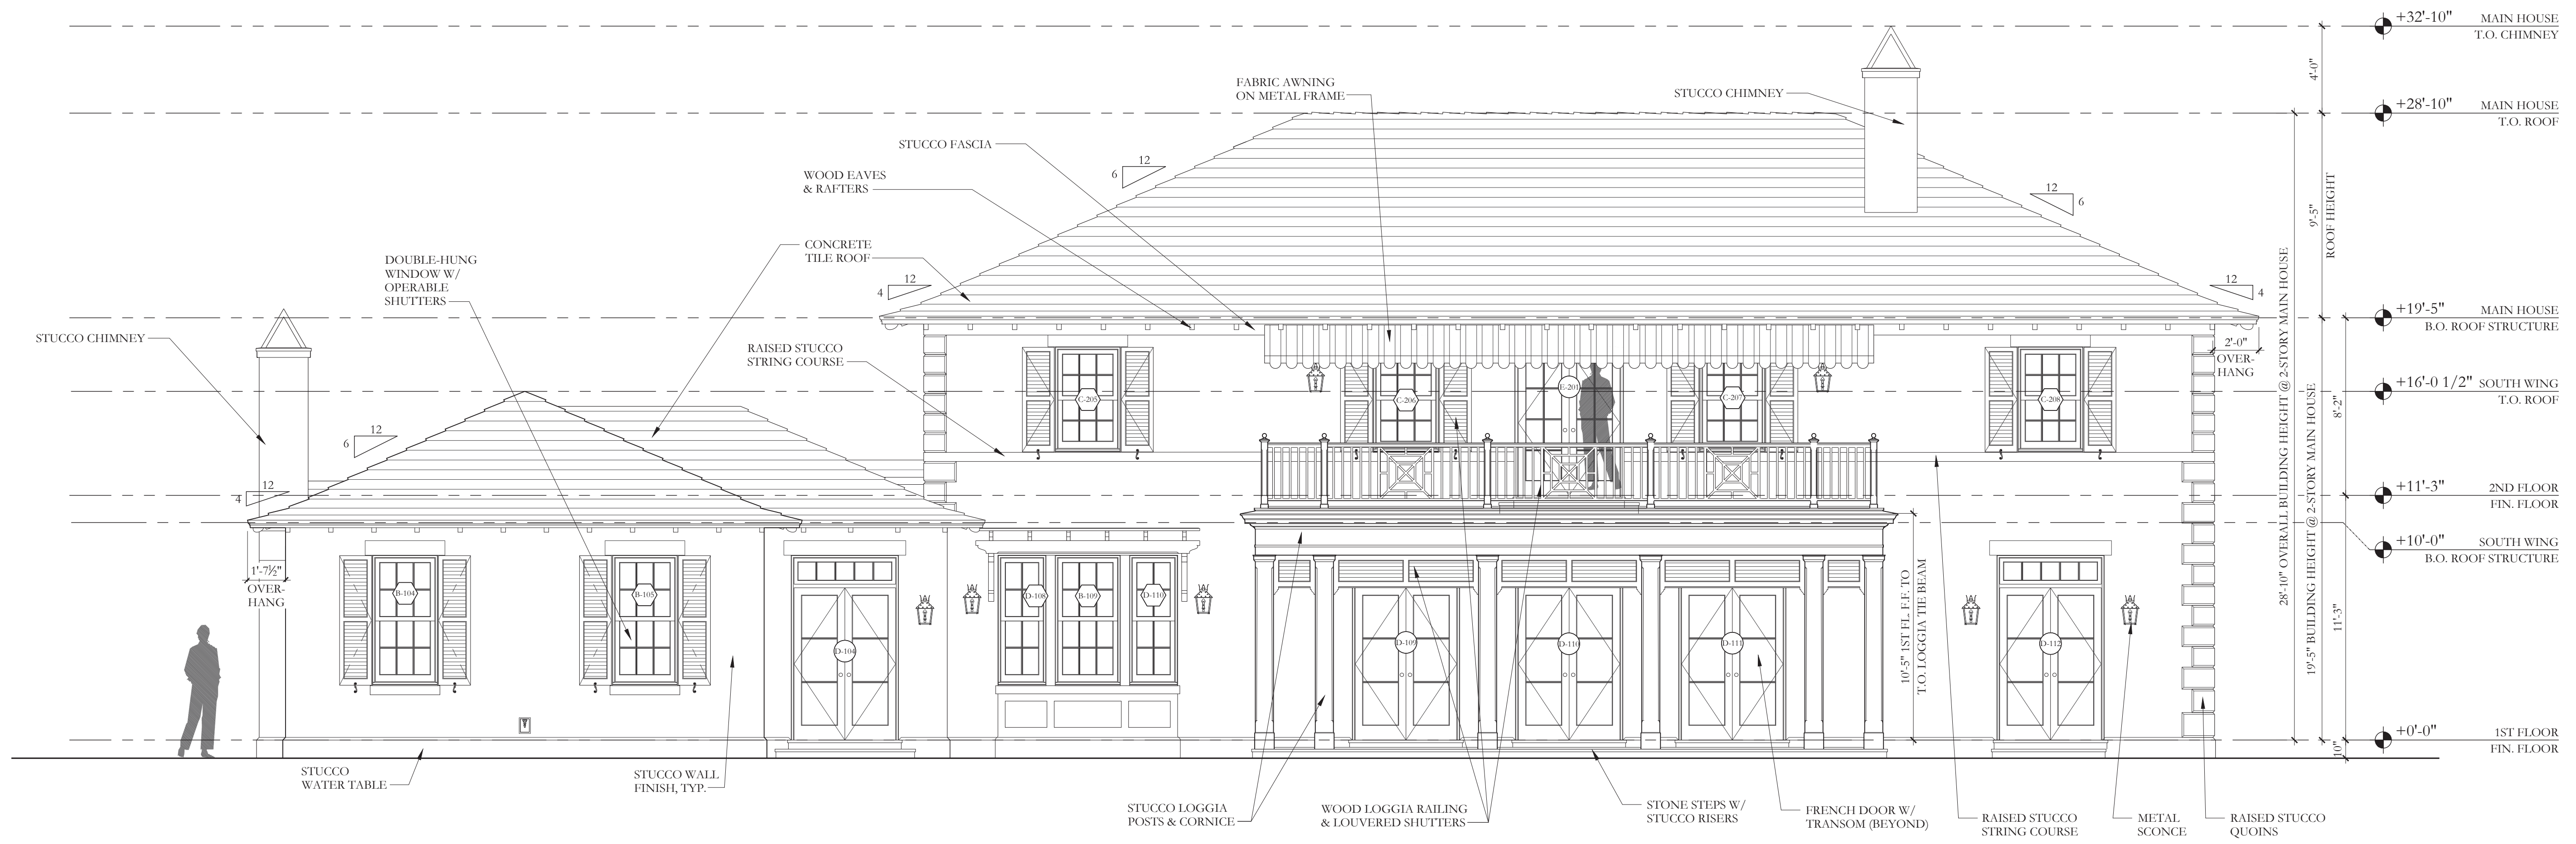 +32'-10"
MAIN HOUSE
T.O. CHIMNEY
4'-0"
FABRIC AWNING
ON METAL FRAME
STUCCO CHIMNEY
+28'-10"
MAIN HOUSE
T.O. ROOF
STUCCO FASCIA
12
6
WOOD EAVES
& RAFTERS
12
6
9'-5"
ROOF HEIGHT
CONCRETE
TILE ROOF
DOUBLE-HUNG
WINDOW W/
OPERABLE
SHUTTERS
12
4
12
4
28'-10" OVERALL BUILDING HEIGHT @ 2-STORY MAIN HOUSE
+19'-5"
MAIN HOUSE
B.O. ROOF STRUCTURE
STUCCO CHIMNEY
RAISED STUCCO
STRING COURSE
2'-0"
OVER-
HANG
+16'-0 1/2"
SOUTH WING
T.O. ROOF
C-205
C-206
E-201
C-207
C-208
8'-2"
19'-5" BUILDING HEIGHT @ 2-STORY MAIN HOUSE
12
6
12
4
+11'-3"
2ND FLOOR
FIN. FLOOR
+10'-0"
SOUTH WING
B.O. ROOF STRUCTURE
1'-7½"
OVER-
HANG
B-104
B-105
D-108
B-109
D-110
11'-3"
10'-5" 1ST FL. F.F. TO
T.O. LOGGIA TIE BEAM
D-104
D-109
D-110
D-111
D-112
+0'-0"
1ST FLOOR
FIN. FLOOR
10"
STUCCO
WATER TABLE
STUCCO WALL
FINISH, TYP.
STUCCO LOGGIA
POSTS & CORNICE
WOOD LOGGIA RAILING
& LOUVERED SHUTTERS
STONE STEPS W/
STUCCO RISERS
FRENCH DOOR W/
TRANSOM (BEYOND)
RAISED STUCCO
STRING COURSE
METAL
SCONCE
RAISED STUCCO
QUOINS